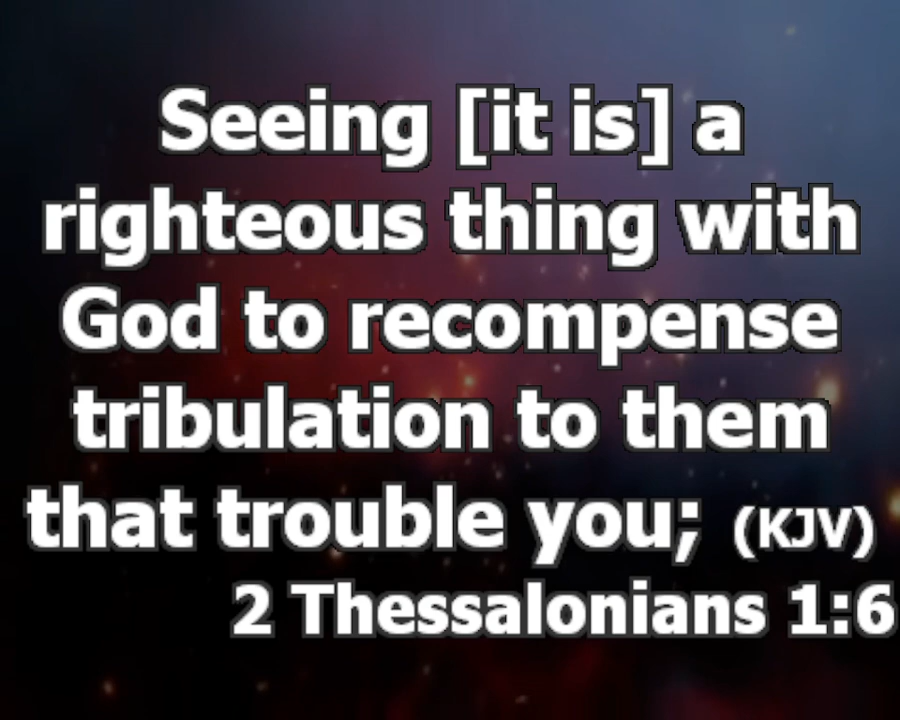 Seeing [it is] a
righteous thing with
God to recompense
tribulation to them
that trouble you; (KJV)
2 Thessalonians 1:6